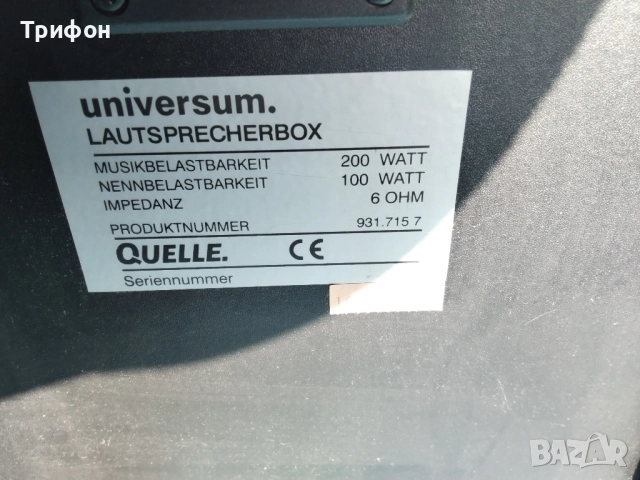 Трифон
universum.
LAUTSPRECHERBOX
MUSIKBELASTBARKEIT 200 WATT
NENNBELASTBARKEIT 100 WATT
IMPEDANZ 6 OHM
PRODUKTNUMMER 931.715 7
QUELLE. CE
Seriennummer
BAZAR